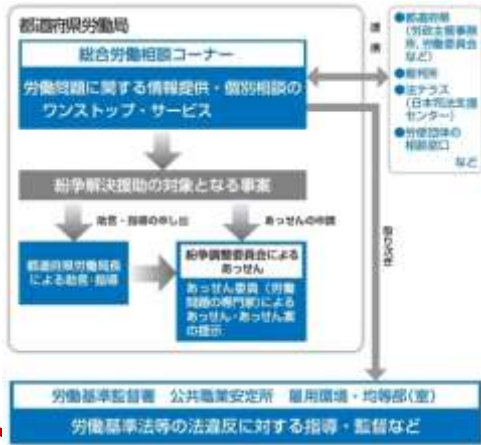 都道府県労働局
総合労働相談コーナー
労働問題に関する情報提供・個別相談の
ワンストップ・サービス
連携
●都道府県
(労政主管事務
所、労働委員会
など)
●裁判所
●法テラス
(日本司法支援
センター)
●労使団体の
相談窓口
など
紛争解決援助の対象となる事案
助言・指導の申し出
あっせんの申請
取り次ぎ
都道府県労働局長
による助言・指導
紛争調整委員会による
あっせん
あっせん委員(労働
問題の専門家)による
あっせん・あっせん案
の提示
労働基準監督署 公共職業安定所 雇用環境・均等部(室)
労働基準法等の法違反に対する指導・監督など